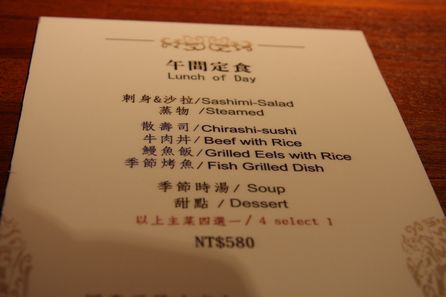 午間定食
Lunch of Day
刺身&沙拉/Sashimi-Salad
蒸物 /Steamed
散壽司/Chirashi-sushi
牛肉丼/Beef with Rice
鰻魚飯/Grilled Eels with Rice
季節烤魚/Fish Grilled Dish
季節時湯/ Soup
甜點 / Dessert
以上主菜四選一/ 4 select 1
NT$580